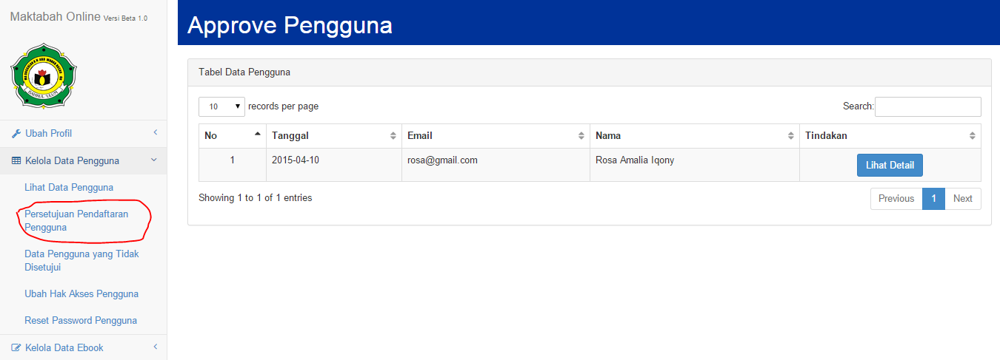 Maktabah Online Versi Beta 1.0
BAHRUL ULUM
Ubah Profil
Kelola Data Pengguna
Lihat Data Pengguna
Persetujuan Pendaftaran
Pengguna
Data Pengguna yang Tidak
Disetujui
Ubah Hak Akses Pengguna
Reset Password Pengguna
Kelola Data Ebook
Approve Pengguna
Tabel Data Pengguna
10 records per page Search:
No Tanggal Email Nama Tindakan
1 2015-04-10 rosa@gmail.com Rosa Amalia Iqony Lihat Detail
Showing 1 to 1 of 1 entries Previous 1 Next